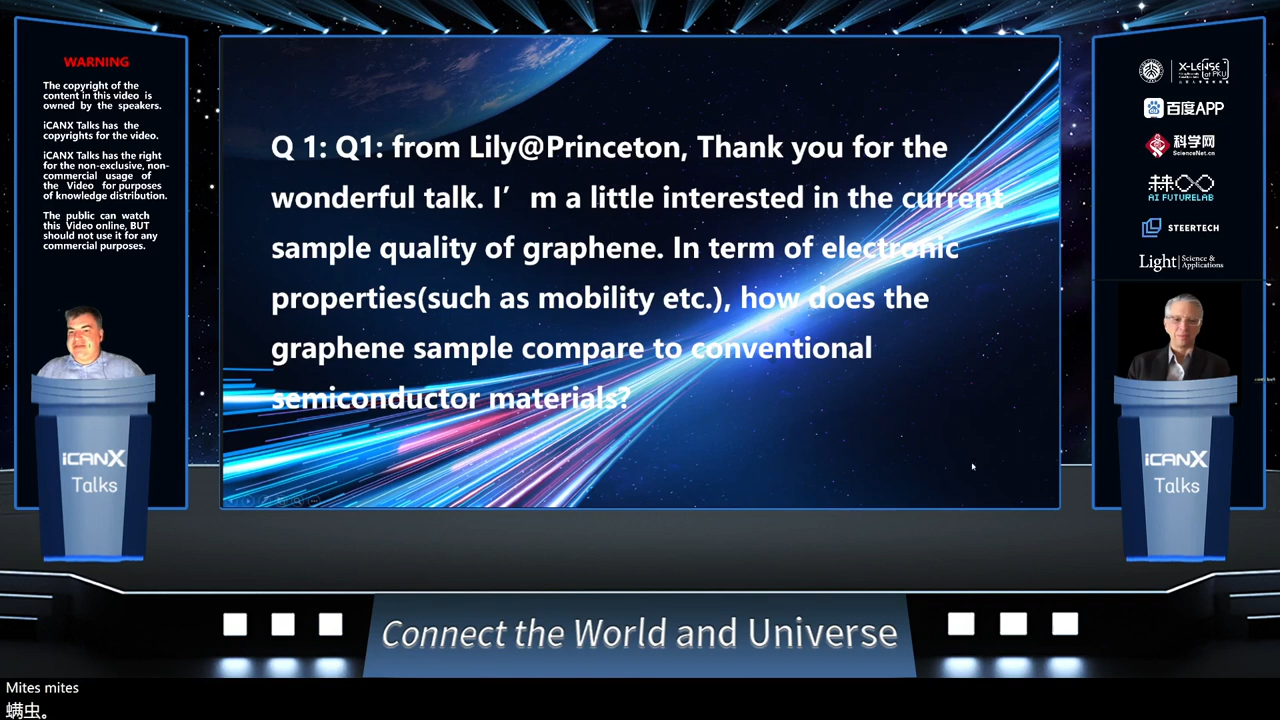 WARNING
The copyright of the
content in this video is
owned by the speakers.
iCANX Talks has the
copyrights for the video.
iCANX Talks has the right
for the non-exclusive, non-
commercial usage of
the Video for purposes
of knowledge distribution.
The public can watch
this Video online, BUT
should not use it for any
commercial purposes.
Q 1: Q1: from Lily@Princeton, Thank you for the
wonderful talk. I’m a little interested in the current
sample quality of graphene. In term of electronic
properties(such as mobility etc.), how does the
graphene sample compare to conventional
semiconductor materials?
X-LENSE
at PKU
百度APP
科学网
ScienceNet.cn
AI FUTURELAB
STEERTECH
Light Science & Applications
iCANX
Talks
iCANX
Talks
Connect the World and Universe
Mites mites
螨虫。